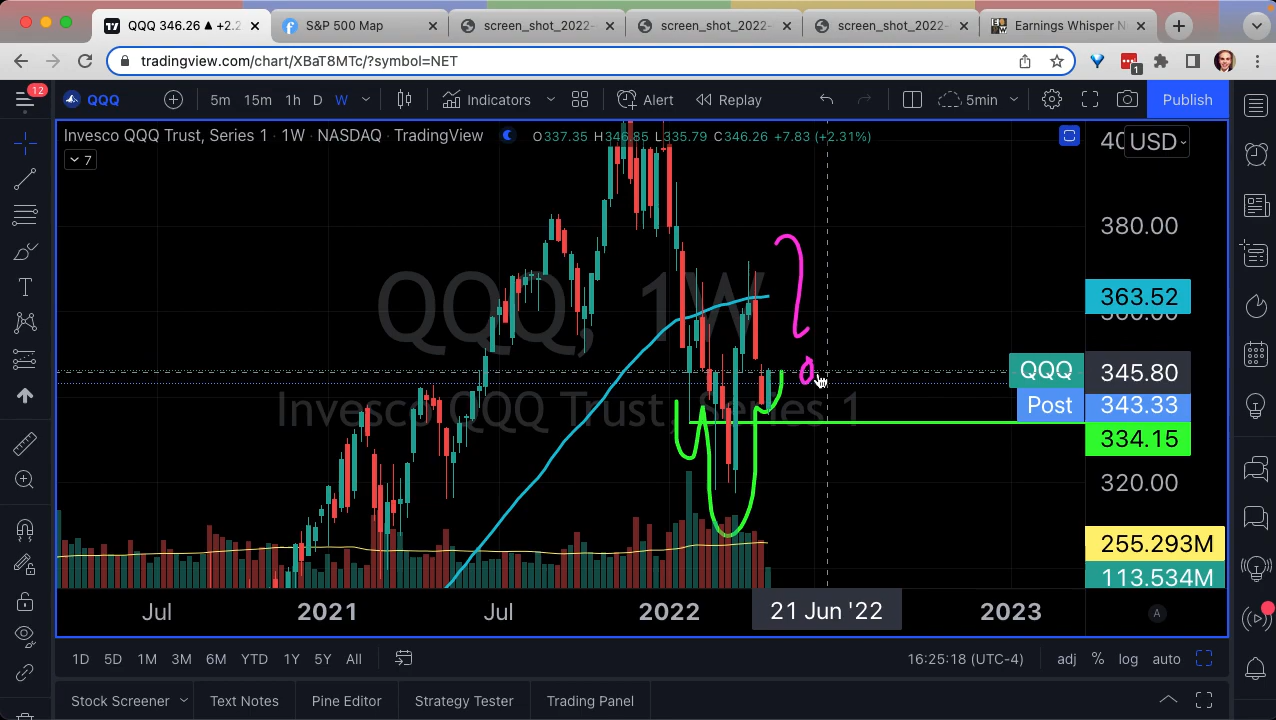 QQQ 346.26 ▲ +2.2
S&P 500 Map
screen_shot_2022-
screen_shot_2022-
screen_shot_2022-
Earnings Whisper N
tradingview.com/chart/XBaT8MTc/?symbol=NET
1
12
QQQ
5m
15m
1h
D
W
Indicators
Alert
Replay
5min
Publish
Invesco QQQ Trust, Series 1 · 1W · NASDAQ · TradingView
O337.35 H346.85 L335.79 C346.26 +7.83 (+2.31%)
7
USD
380.00
363.52
QQQ 345.80
Post 343.33
334.15
320.00
255.293M
113.534M
QQQ, 1W
Invesco QQQ Trust, Series 1
Jul
2021
Jul
2022
21 Jun '22
2023
A
1D
5D
1M
3M
6M
YTD
1Y
5Y
All
16:25:18 (UTC-4)
adj
%
log
auto
Stock Screener
Text Notes
Pine Editor
Strategy Tester
Trading Panel